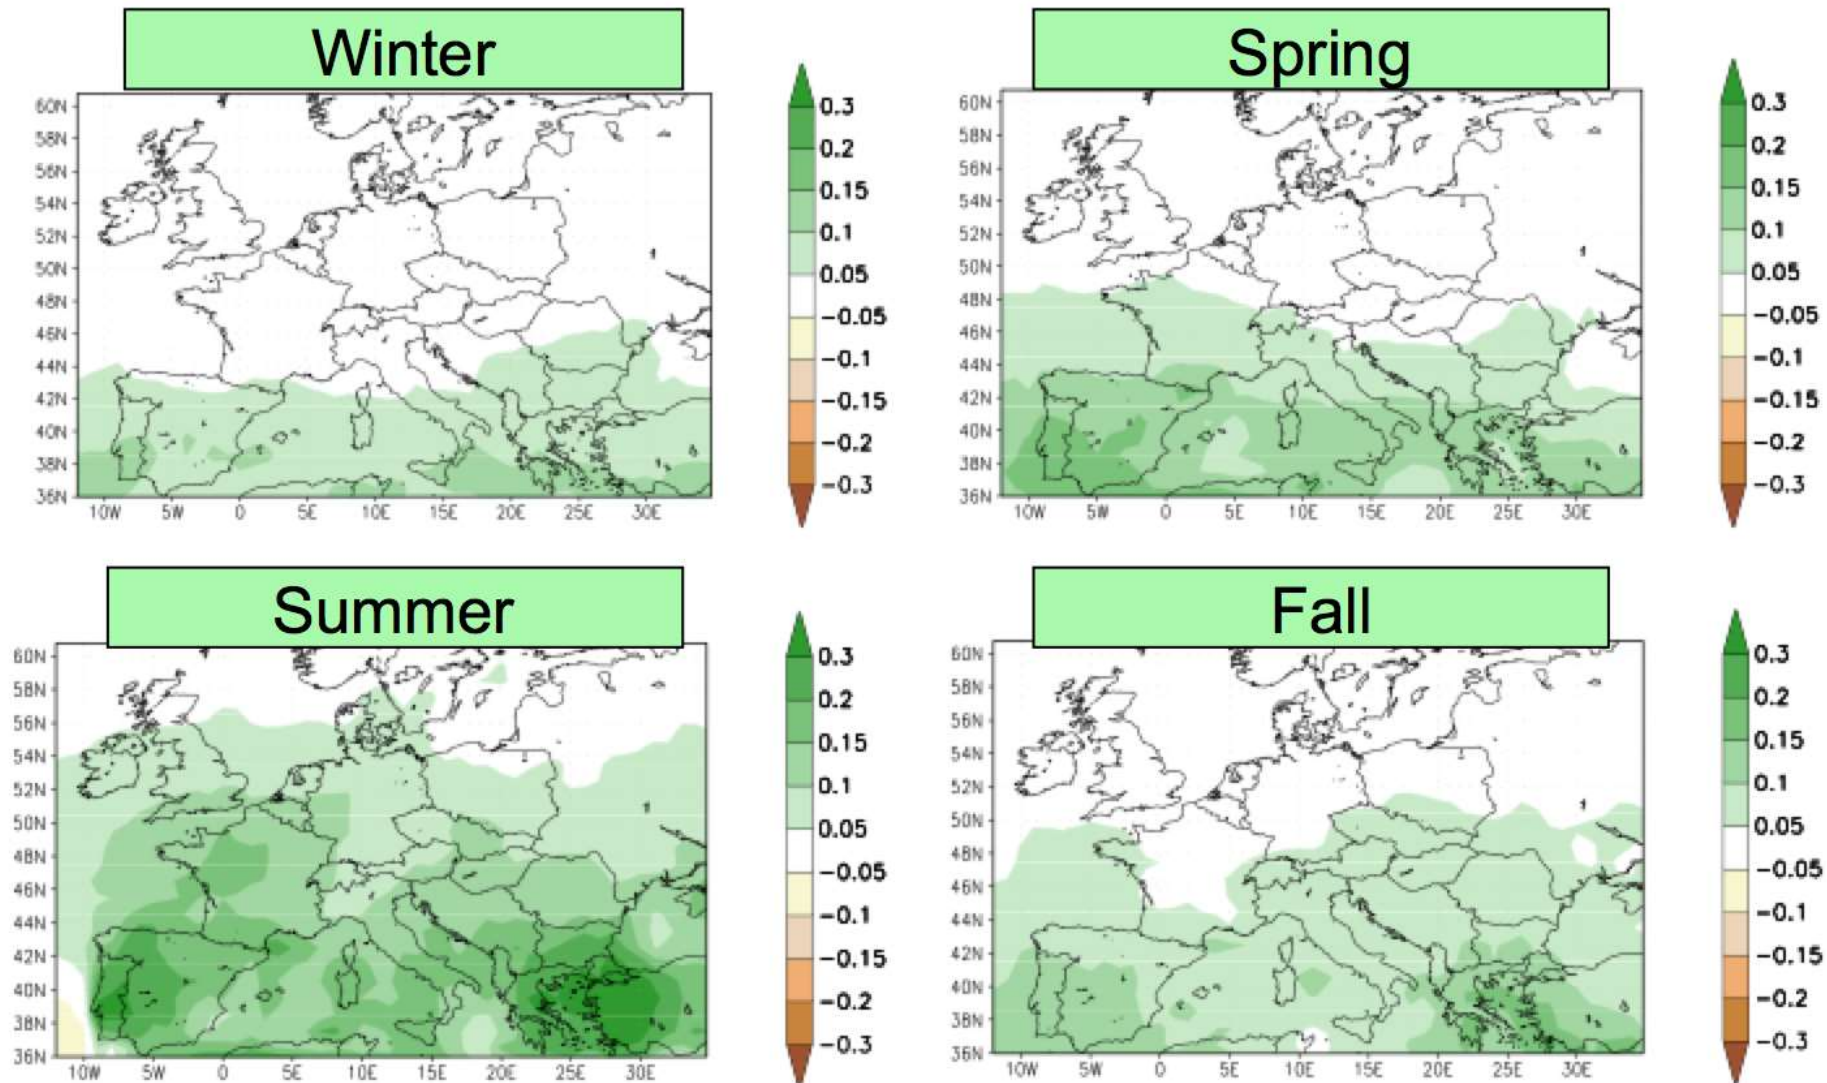 Winter
60N
58N
56N
54N
52N
50N
48N
46N
44N
42N
40N
38N
36N
10W 5W 0 5E 10E 15E 20E 25E 30E
0.3
0.2
0.15
0.1
0.05
−0.05
−0.1
−0.15
−0.2
−0.3
Spring
60N
58N
56N
54N
52N
50N
48N
46N
44N
42N
40N
38N
36N
10W 5W 0 5E 10E 15E 20E 25E 30E
0.3
0.2
0.15
0.1
0.05
−0.05
−0.1
−0.15
−0.2
−0.3
Summer
60N
58N
56N
54N
52N
50N
48N
46N
44N
42N
40N
38N
36N
10W 5W 0 5E 10E 15E 20E 25E 30E
0.3
0.2
0.15
0.1
0.05
−0.05
−0.1
−0.15
−0.2
−0.3
Fall
60N
58N
56N
54N
52N
50N
48N
46N
44N
42N
40N
38N
36N
10W 5W 0 5E 10E 15E 20E 25E 30E
0.3
0.2
0.15
0.1
0.05
−0.05
−0.1
−0.15
−0.2
−0.3